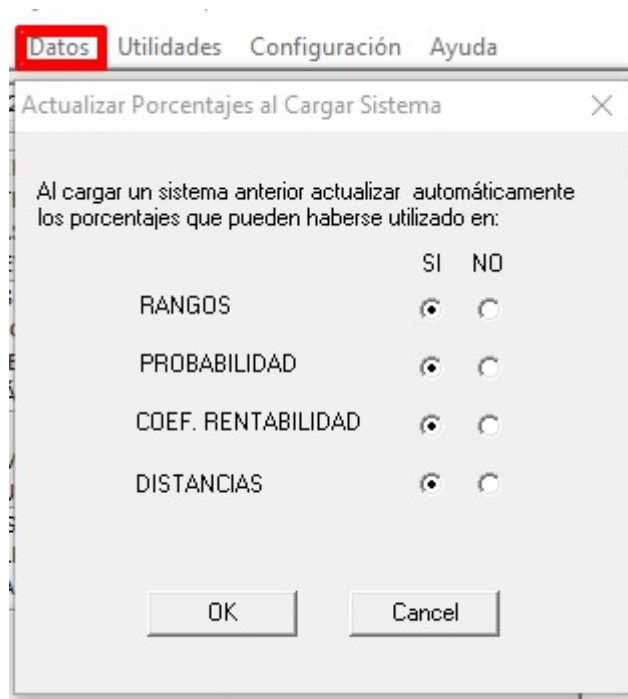 Datos Utilidades Configuración Ayuda
Actualizar Porcentajes al Cargar Sistema
Al cargar un sistema anterior actualizar automáticamente
los porcentajes que pueden haberse utilizado en:
SI NO
RANGOS
PROBABILIDAD
COEF. RENTABILIDAD
DISTANCIAS
OK Cancel